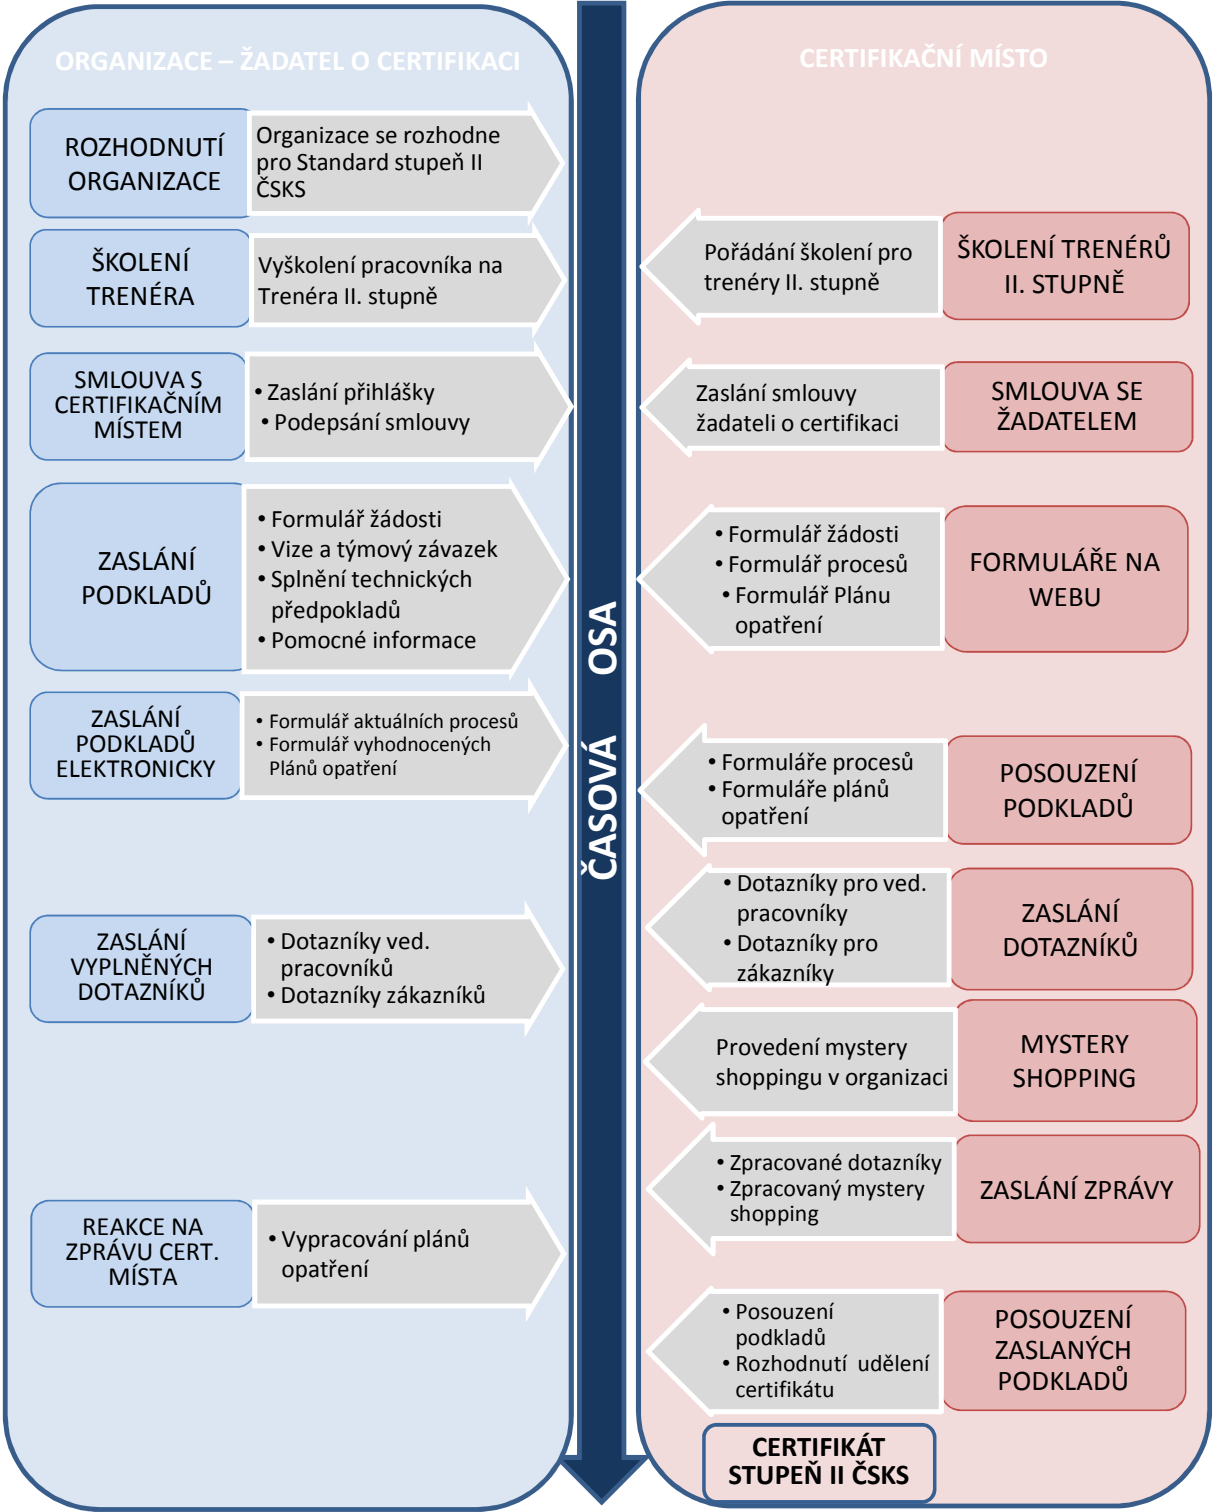 ORGANIZACE – ŽADATEL O CERTIFIKACI
ROZHODNUTÍ
ORGANIZACE
Organizace se rozhodne
pro Standard stupeň II
ČSKS
ŠKOLENÍ
TRENÉRA
Vyškolení pracovníka na
Trenéra II. stupně
SMLOUVA S
CERTIFIKAČNÍM
MÍSTEM
• Zaslání přihlášky
• Podepsání smlouvy
ZASLÁNÍ
PODKLADŮ
• Formulář žádosti
• Vize a týmový závazek
• Splnění technických
předpokladů
• Pomocné informace
ZASLÁNÍ
PODKLADŮ
ELEKTRONICKY
• Formulář aktuálních procesů
• Formulář vyhodnocených
Plánů opatření
ZASLÁNÍ
VYPLNĚNÝCH
DOTAZNÍKŮ
• Dotazníky ved.
pracovníků
• Dotazníky zákazníků
REAKCE NA
ZPRÁVU CERT.
MÍSTA
• Vypracování plánů
opatření
ČASOVÁ OSA
CERTIFIKAČNÍ MÍSTO
Pořádání školení pro
trenéry II. stupně
ŠKOLENÍ TRENÉRŮ
II. STUPNĚ
Zaslání smlouvy
žadateli o certifikaci
SMLOUVA SE
ŽADATELEM
• Formulář žádosti
• Formulář procesů
• Formulář Plánu
opatření
FORMULÁŘE NA
WEBU
• Formuláře procesů
• Formuláře plánů
opatření
POSOUZENÍ
PODKLADŮ
• Dotazníky pro ved.
pracovníky
• Dotazníky pro
zákazníky
ZASLÁNÍ
DOTAZNÍKŮ
Provedení mystery
shoppingu v organizaci
MYSTERY
SHOPPING
• Zpracované dotazníky
• Zpracovaný mystery
shopping
ZASLÁNÍ ZPRÁVY
• Posouzení
podkladů
• Rozhodnutí udělení
certifikátu
POSOUZENÍ
ZASLANÝCH
PODKLADŮ
CERTIFIKÁT
STUPEŇ II ČSKS